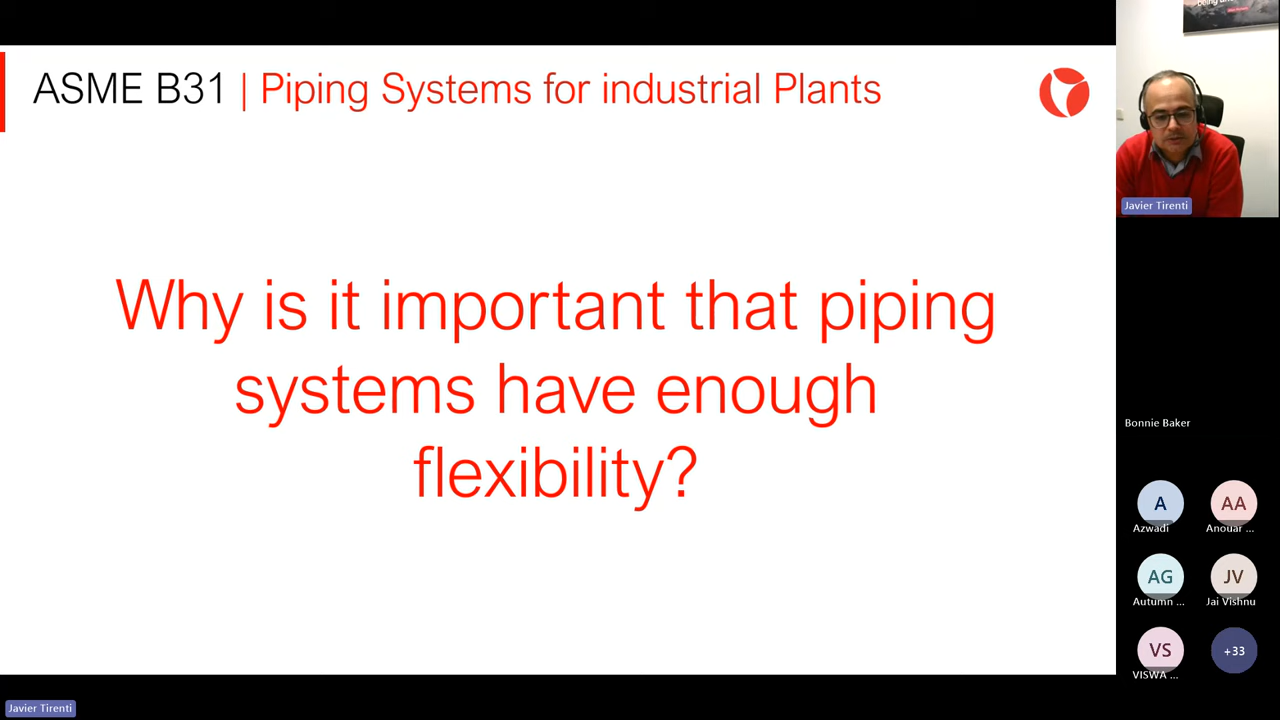 ASME B31 | Piping Systems for industrial Plants
Why is it important that piping
systems have enough
flexibility?
Javier Tirenti
Bonnie Baker
A
Azwadi
AA
Anouar ...
AG
Autumn ...
JV
Jai Vishnu
VS
VISWA ...
+33
Javier Tirenti